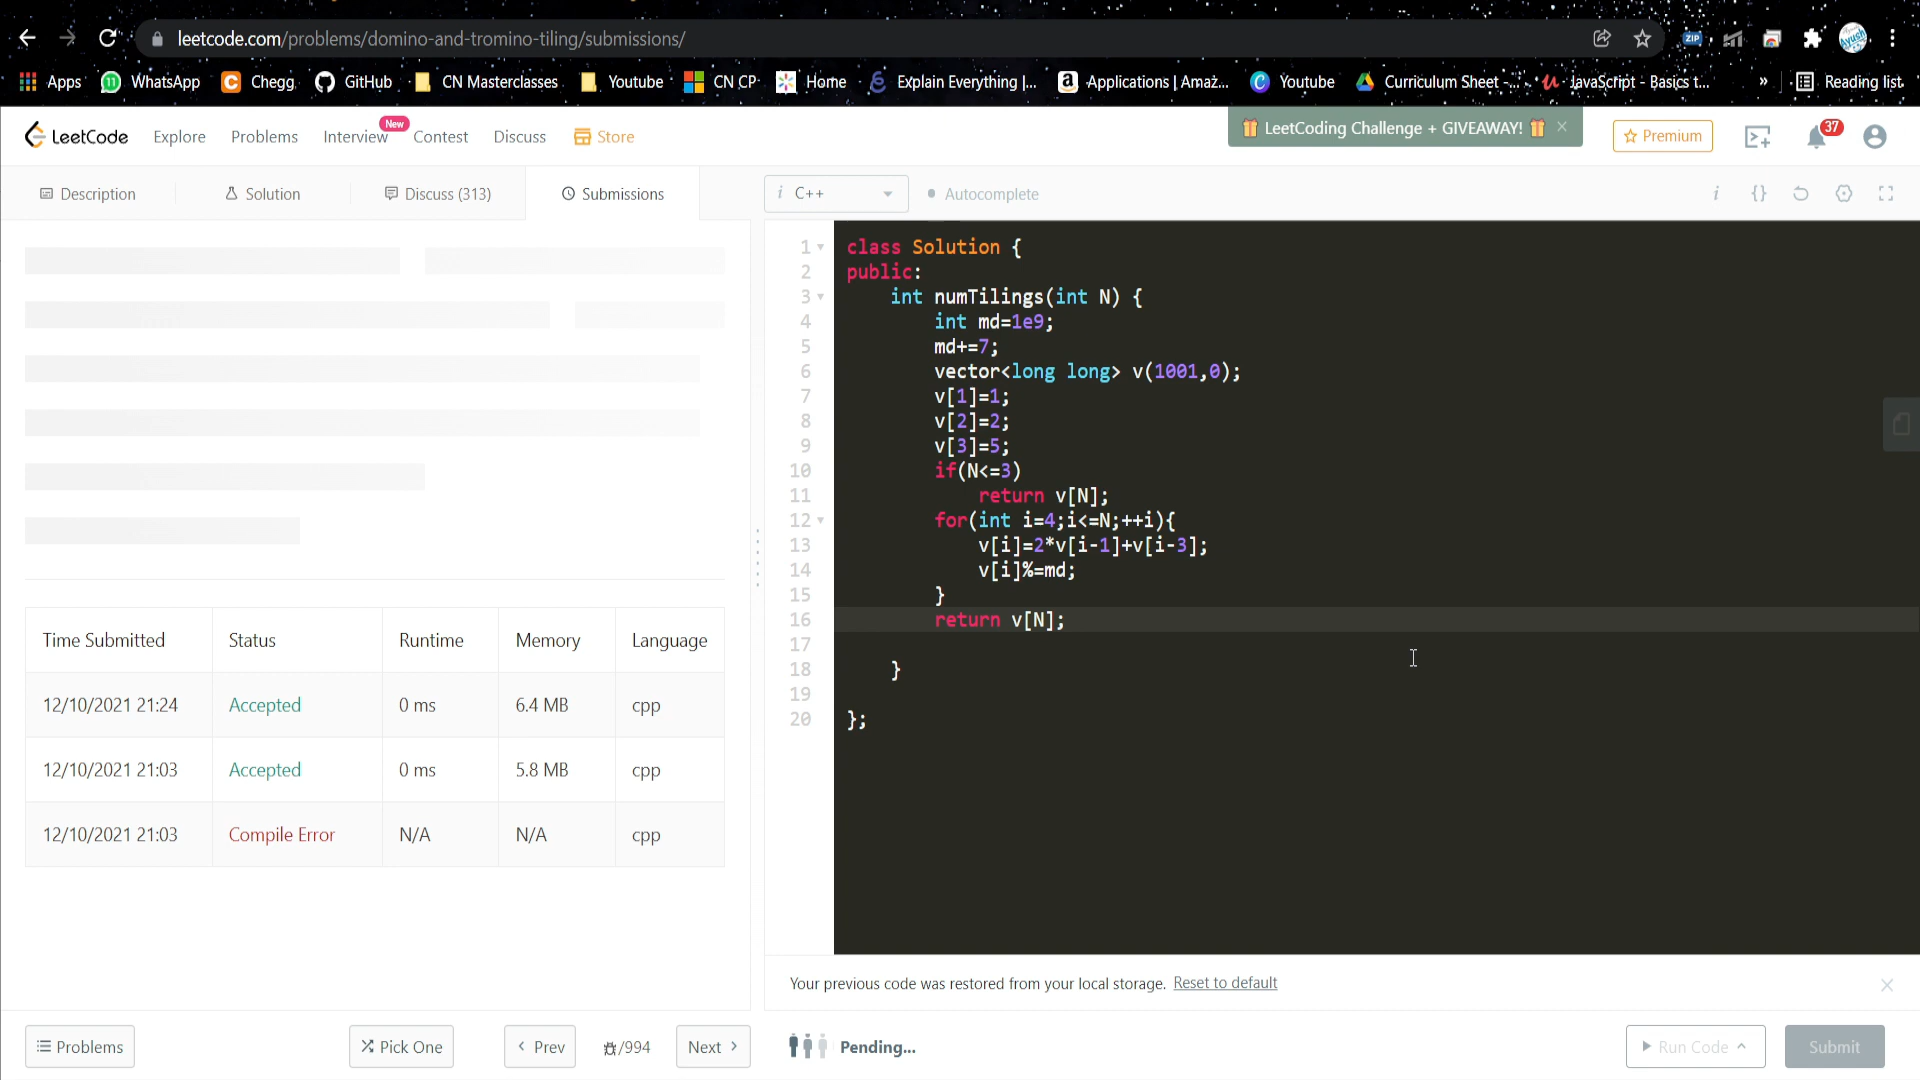 leetcode.com/problems/domino-and-tromino-tiling/submissions/
Apps WhatsApp Chegg GitHub CN Masterclasses Youtube CN CP Home Explain Everything |... Applications | Amaz... Youtube Curriculum Sheet -... JavaScript - Basics t... » Reading list
LeetCode Explore Problems Interview New Contest Discuss Store LeetCoding Challenge + GIVEAWAY! × Premium 37
Description Solution Discuss (313) Submissions i C++ Autocomplete i {}
1 class Solution {
2 public:
3 int numTilings(int N) {
4 int md=1e9;
5 md+=7;
6 vector<long long> v(1001,0);
7 v[1]=1;
8 v[2]=2;
9 v[3]=5;
10 if(N<=3)
11 return v[N];
12 for(int i=4;i<=N;++i){
13 v[i]=2*v[i-1]+v[i-3];
14 v[i]%=md;
15 }
16 return v[N];
17
18 }
19
20 };
Time Submitted Status Runtime Memory Language
12/10/2021 21:24 Accepted 0 ms 6.4 MB cpp
12/10/2021 21:03 Accepted 0 ms 5.8 MB cpp
12/10/2021 21:03 Compile Error N/A N/A cpp
Your previous code was restored from your local storage. Reset to default
Problems Pick One Prev /994 Next Pending... Run Code Submit